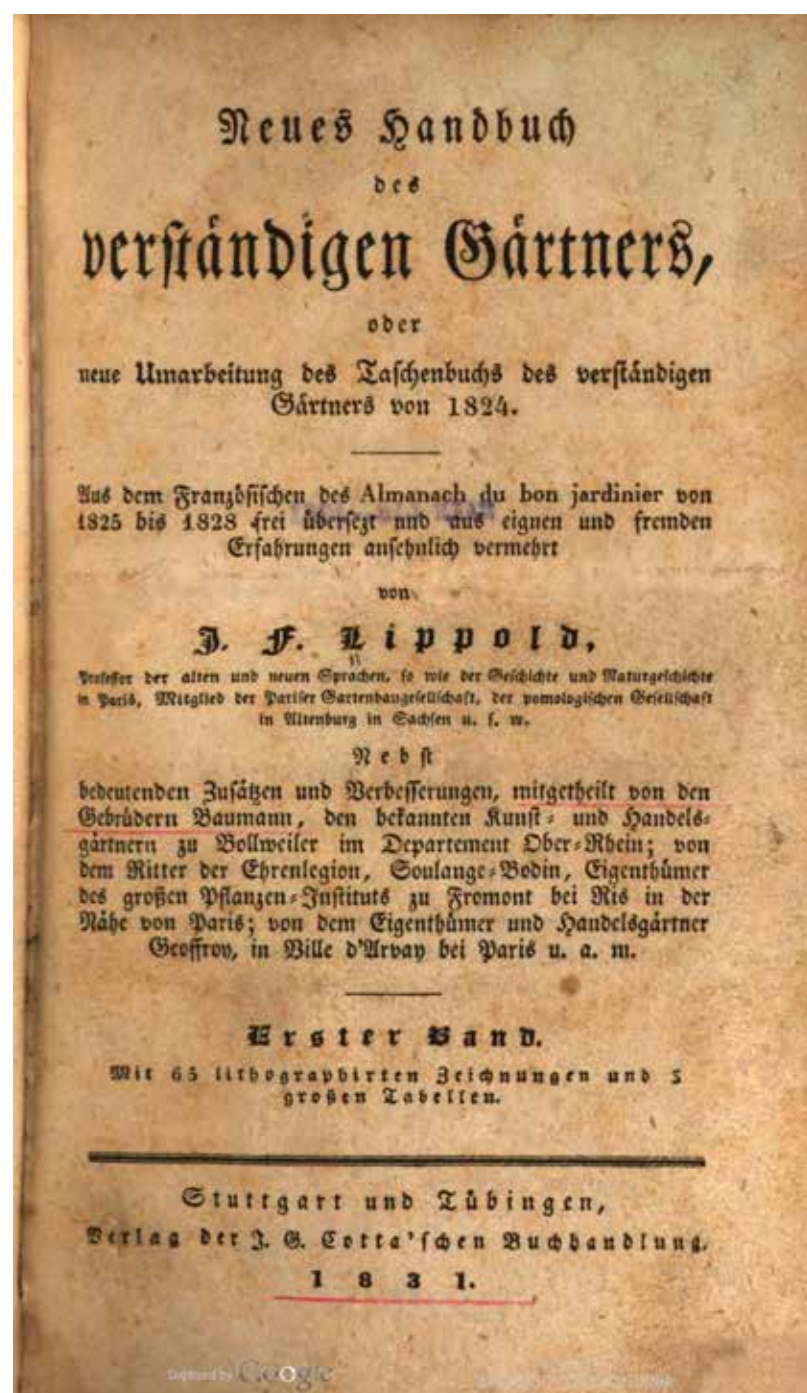 Neues Handbuch
des
verständigen Gärtners,
oder
neue Umarbeitung des Taschenbuchs des verständigen
Gärtners von 1824.
Aus dem Französischen des Almanach du bon jardinier von
1825 bis 1828 frei übersezt und aus eignen und fremden
Erfahrungen ansehnlich vermehrt
von
J. F. Lippold,
Professor der alten und neuen Sprachen, so wie der Geschichte und Naturgeschichte
in Paris, Mitglied der Pariser Gartenbaugesellschaft, der pomologischen Gesellschaft
in Altenburg in Sachsen u. s. w.
Nebst
bedeutenden Zusätzen und Verbesserungen, mitgetheilt von den
Gebrüdern Baumann, den bekannten Kunst- und Handels-
gärtnern zu Bollweiler im Departement Ober-Rhein; von
dem Ritter der Ehrenlegion, Soulange-Bodin, Eigenthümer
des großen Pflanzen-Instituts zu Fromont bei Ris in der
Nähe von Paris; von dem Eigenthümer und Handelsgärtner
Geoffroy, in Ville d'Arvay bei Paris u. a. m.
Erster Band.
Mit 65 lithographirten Zeichnungen und 5
großen Tabellen.
Stuttgart und Tübingen,
Verlag der J. G. Cotta'schen Buchhandlung.
1831.
Digitized by Google